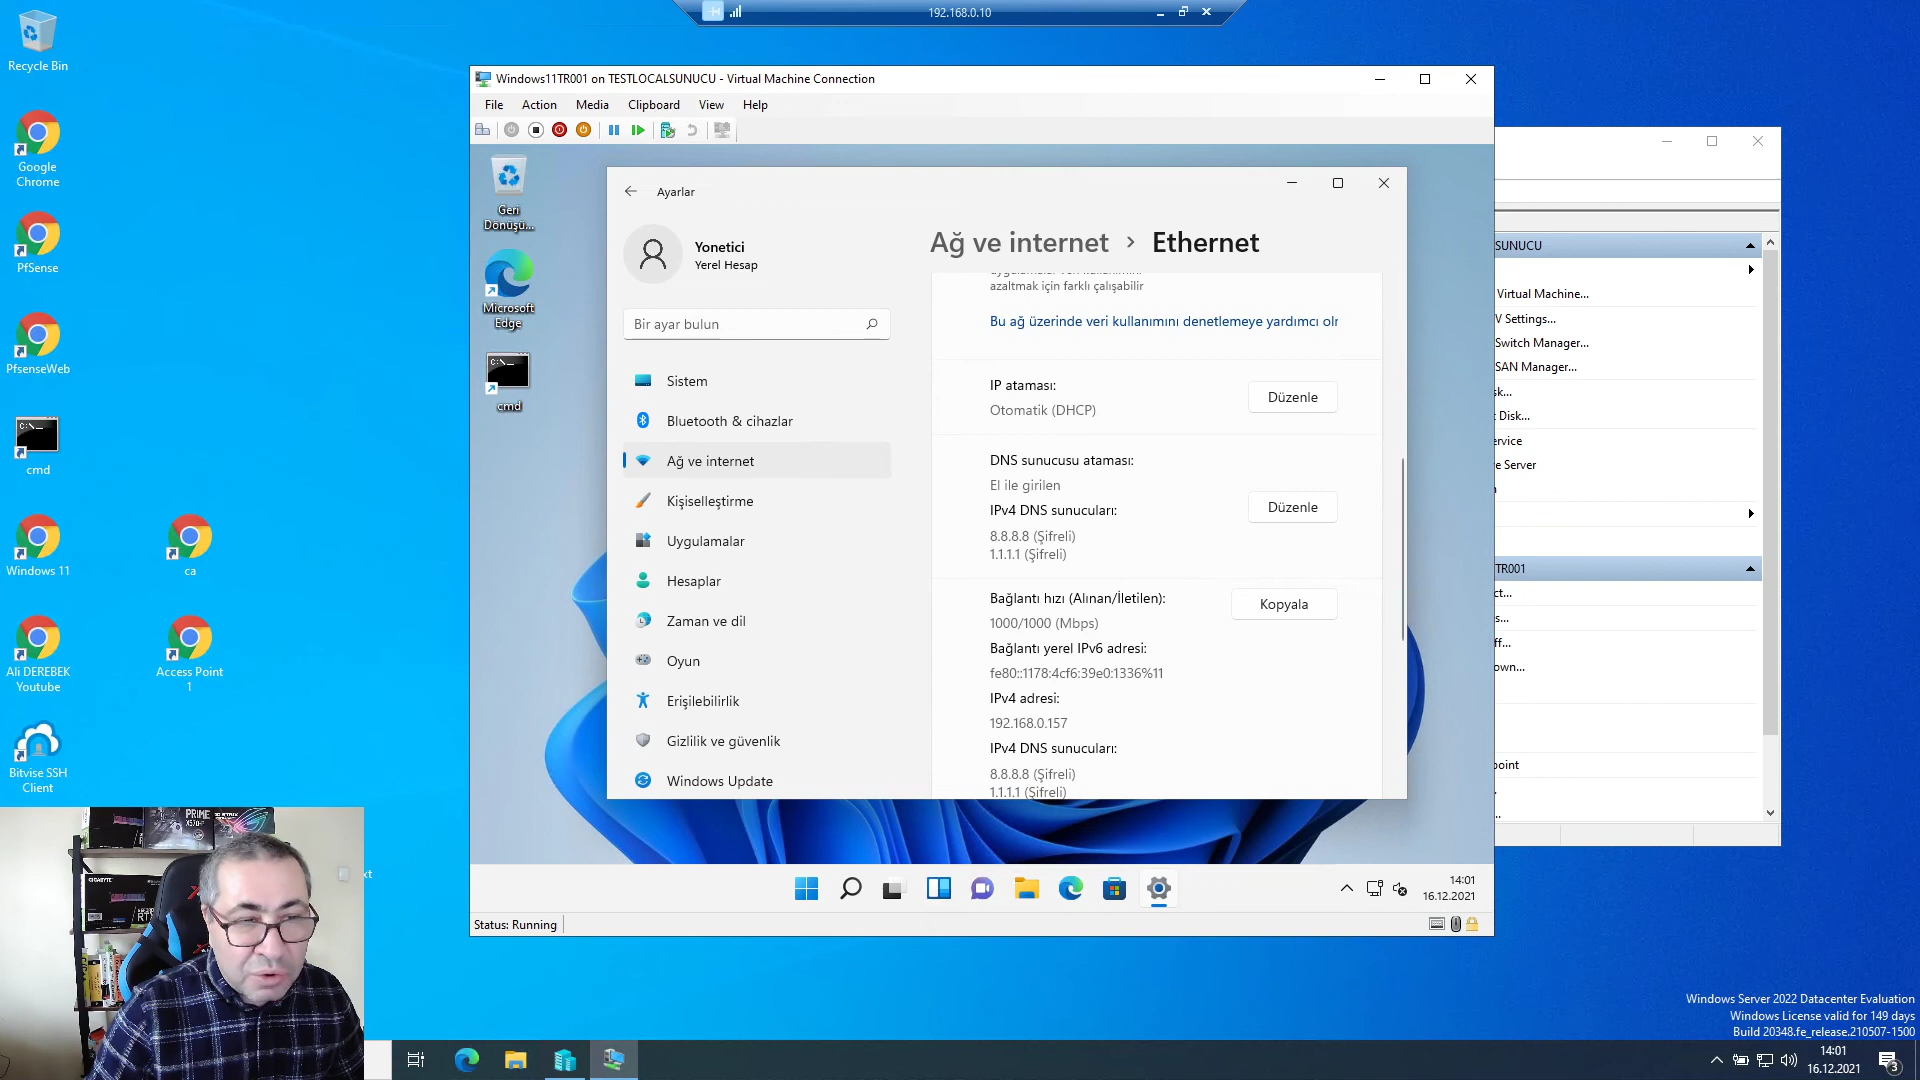 192.168.0.10
Recycle Bin
Google
Chrome
PfSense
PfsenseWeb
cmd
Windows 11
ca
Ali DEREBEK
Youtube
Access Point
1
Bitvise SSH
Client
Windows11TR001 on TESTLOCALSUNUCU - Virtual Machine Connection
File Action Media Clipboard View Help
Geri
Dönüşü...
Microsoft
Edge
cmd
Ayarlar
Yonetici
Yerel Hesap
Bir ayar bulun
Sistem
Bluetooth & cihazlar
Ağ ve internet
Kişiselleştirme
Uygulamalar
Hesaplar
Zaman ve dil
Oyun
Erişilebilirlik
Gizlilik ve güvenlik
Windows Update
Ağ ve internet › Ethernet
azaltmak için farklı çalışabilir
Bu ağ üzerinde veri kullanımını denetlemeye yardımcı olr
IP ataması:
Otomatik (DHCP)
Düzenle
DNS sunucusu ataması:
El ile girilen
IPv4 DNS sunucuları:
8.8.8.8 (Şifreli)
1.1.1.1 (Şifreli)
Düzenle
Bağlantı hızı (Alınan/İletilen):
1000/1000 (Mbps)
Kopyala
Bağlantı yerel IPv6 adresi:
fe80::1178:4cf6:39e0:1336%11
IPv4 adresi:
192.168.0.157
IPv4 DNS sunucuları:
8.8.8.8 (Şifreli)
1.1.1.1 (Şifreli)
14:01
16.12.2021
Status: Running
SUNUCU
Virtual Machine...
V Settings...
Switch Manager...
SAN Manager...
sk...
t Disk...
ervice
e Server
TR001
ct...
s...
ff...
own...
point
PRIME
GIGABYTE
xt
Windows Server 2022 Datacenter Evaluation
Windows License valid for 149 days
Build 20348.fe_release.210507-1500
14:01
16.12.2021
3